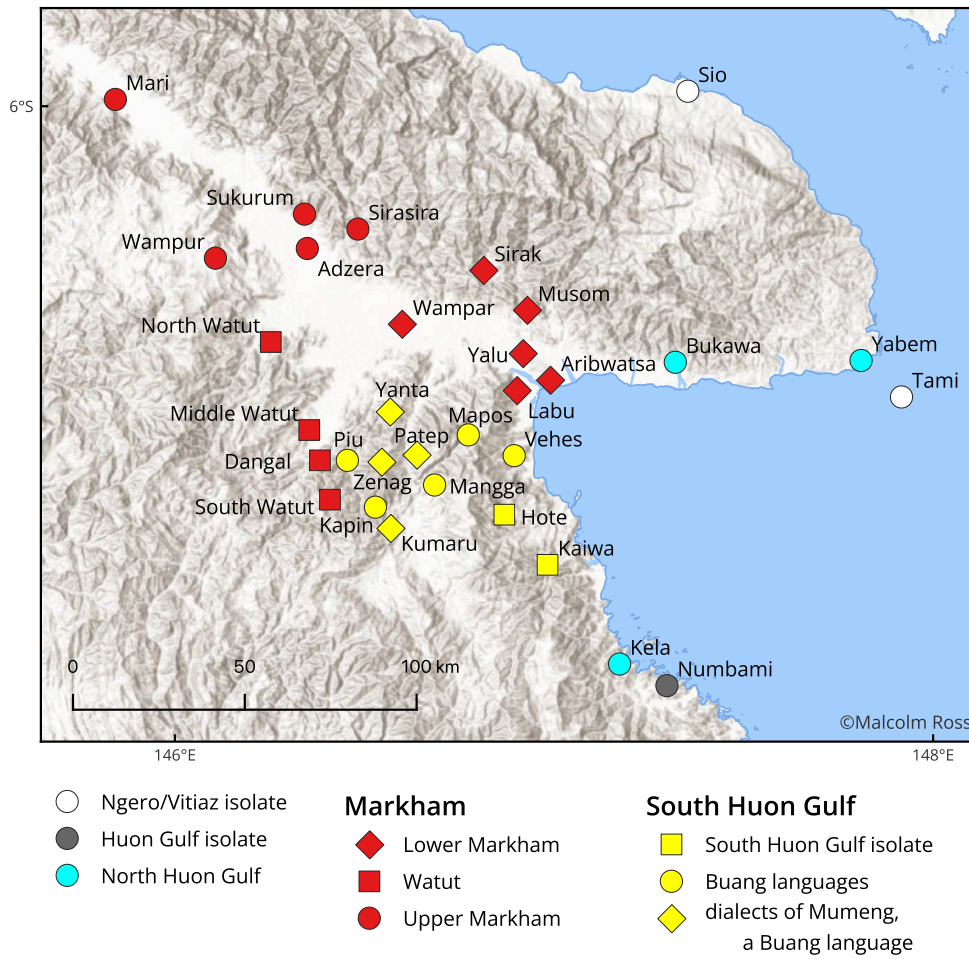 Sio
Mari
6°S
Sukurum
Sirasira
Wampur
Adzera
Sirak
Musom
Wampar
North Watut
Yalu
Aribwatsa
Bukawa
Yabem
Tami
Yanta
Labu
Middle Watut
Mapos
Piu
Patep
Vehes
Dangal
Zenag
Mangga
South Watut
Kapin
Hote
Kumaru
Kaiwa
Kela
Numbami
0 50 100 km
©Malcolm Ross
146°E 148°E
Ngero/Vitiaz isolate
Huon Gulf isolate
North Huon Gulf
Markham
Lower Markham
Watut
Upper Markham
South Huon Gulf
South Huon Gulf isolate
Buang languages
dialects of Mumeng,
a Buang language